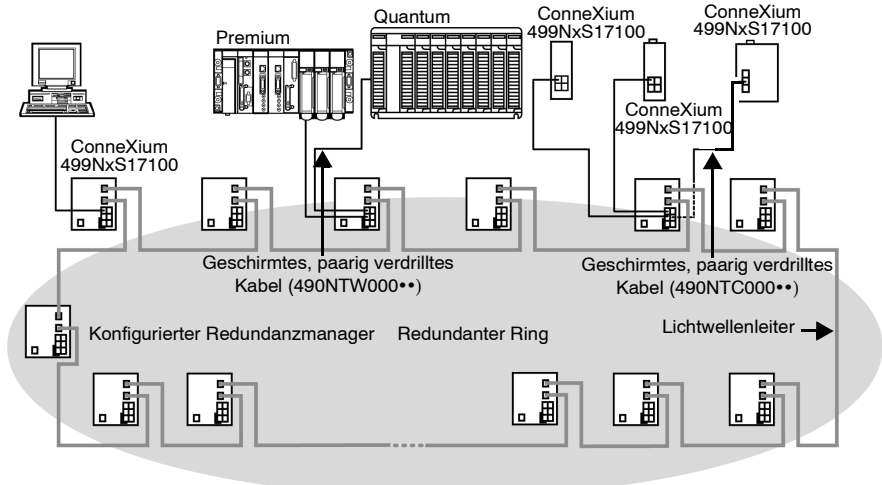 Premium
Quantum
ConneXium
499NxS17100
ConneXium
499NxS17100
ConneXium
499NxS17100
ConneXium
499NxS17100
Geschirmtes, paarig verdrilltes
Kabel (490NTW000••)
Geschirmtes, paarig verdrilltes
Kabel (490NTC000••)
Konfigurierter Redundanzmanager
Redundanter Ring
Lichtwellenleiter